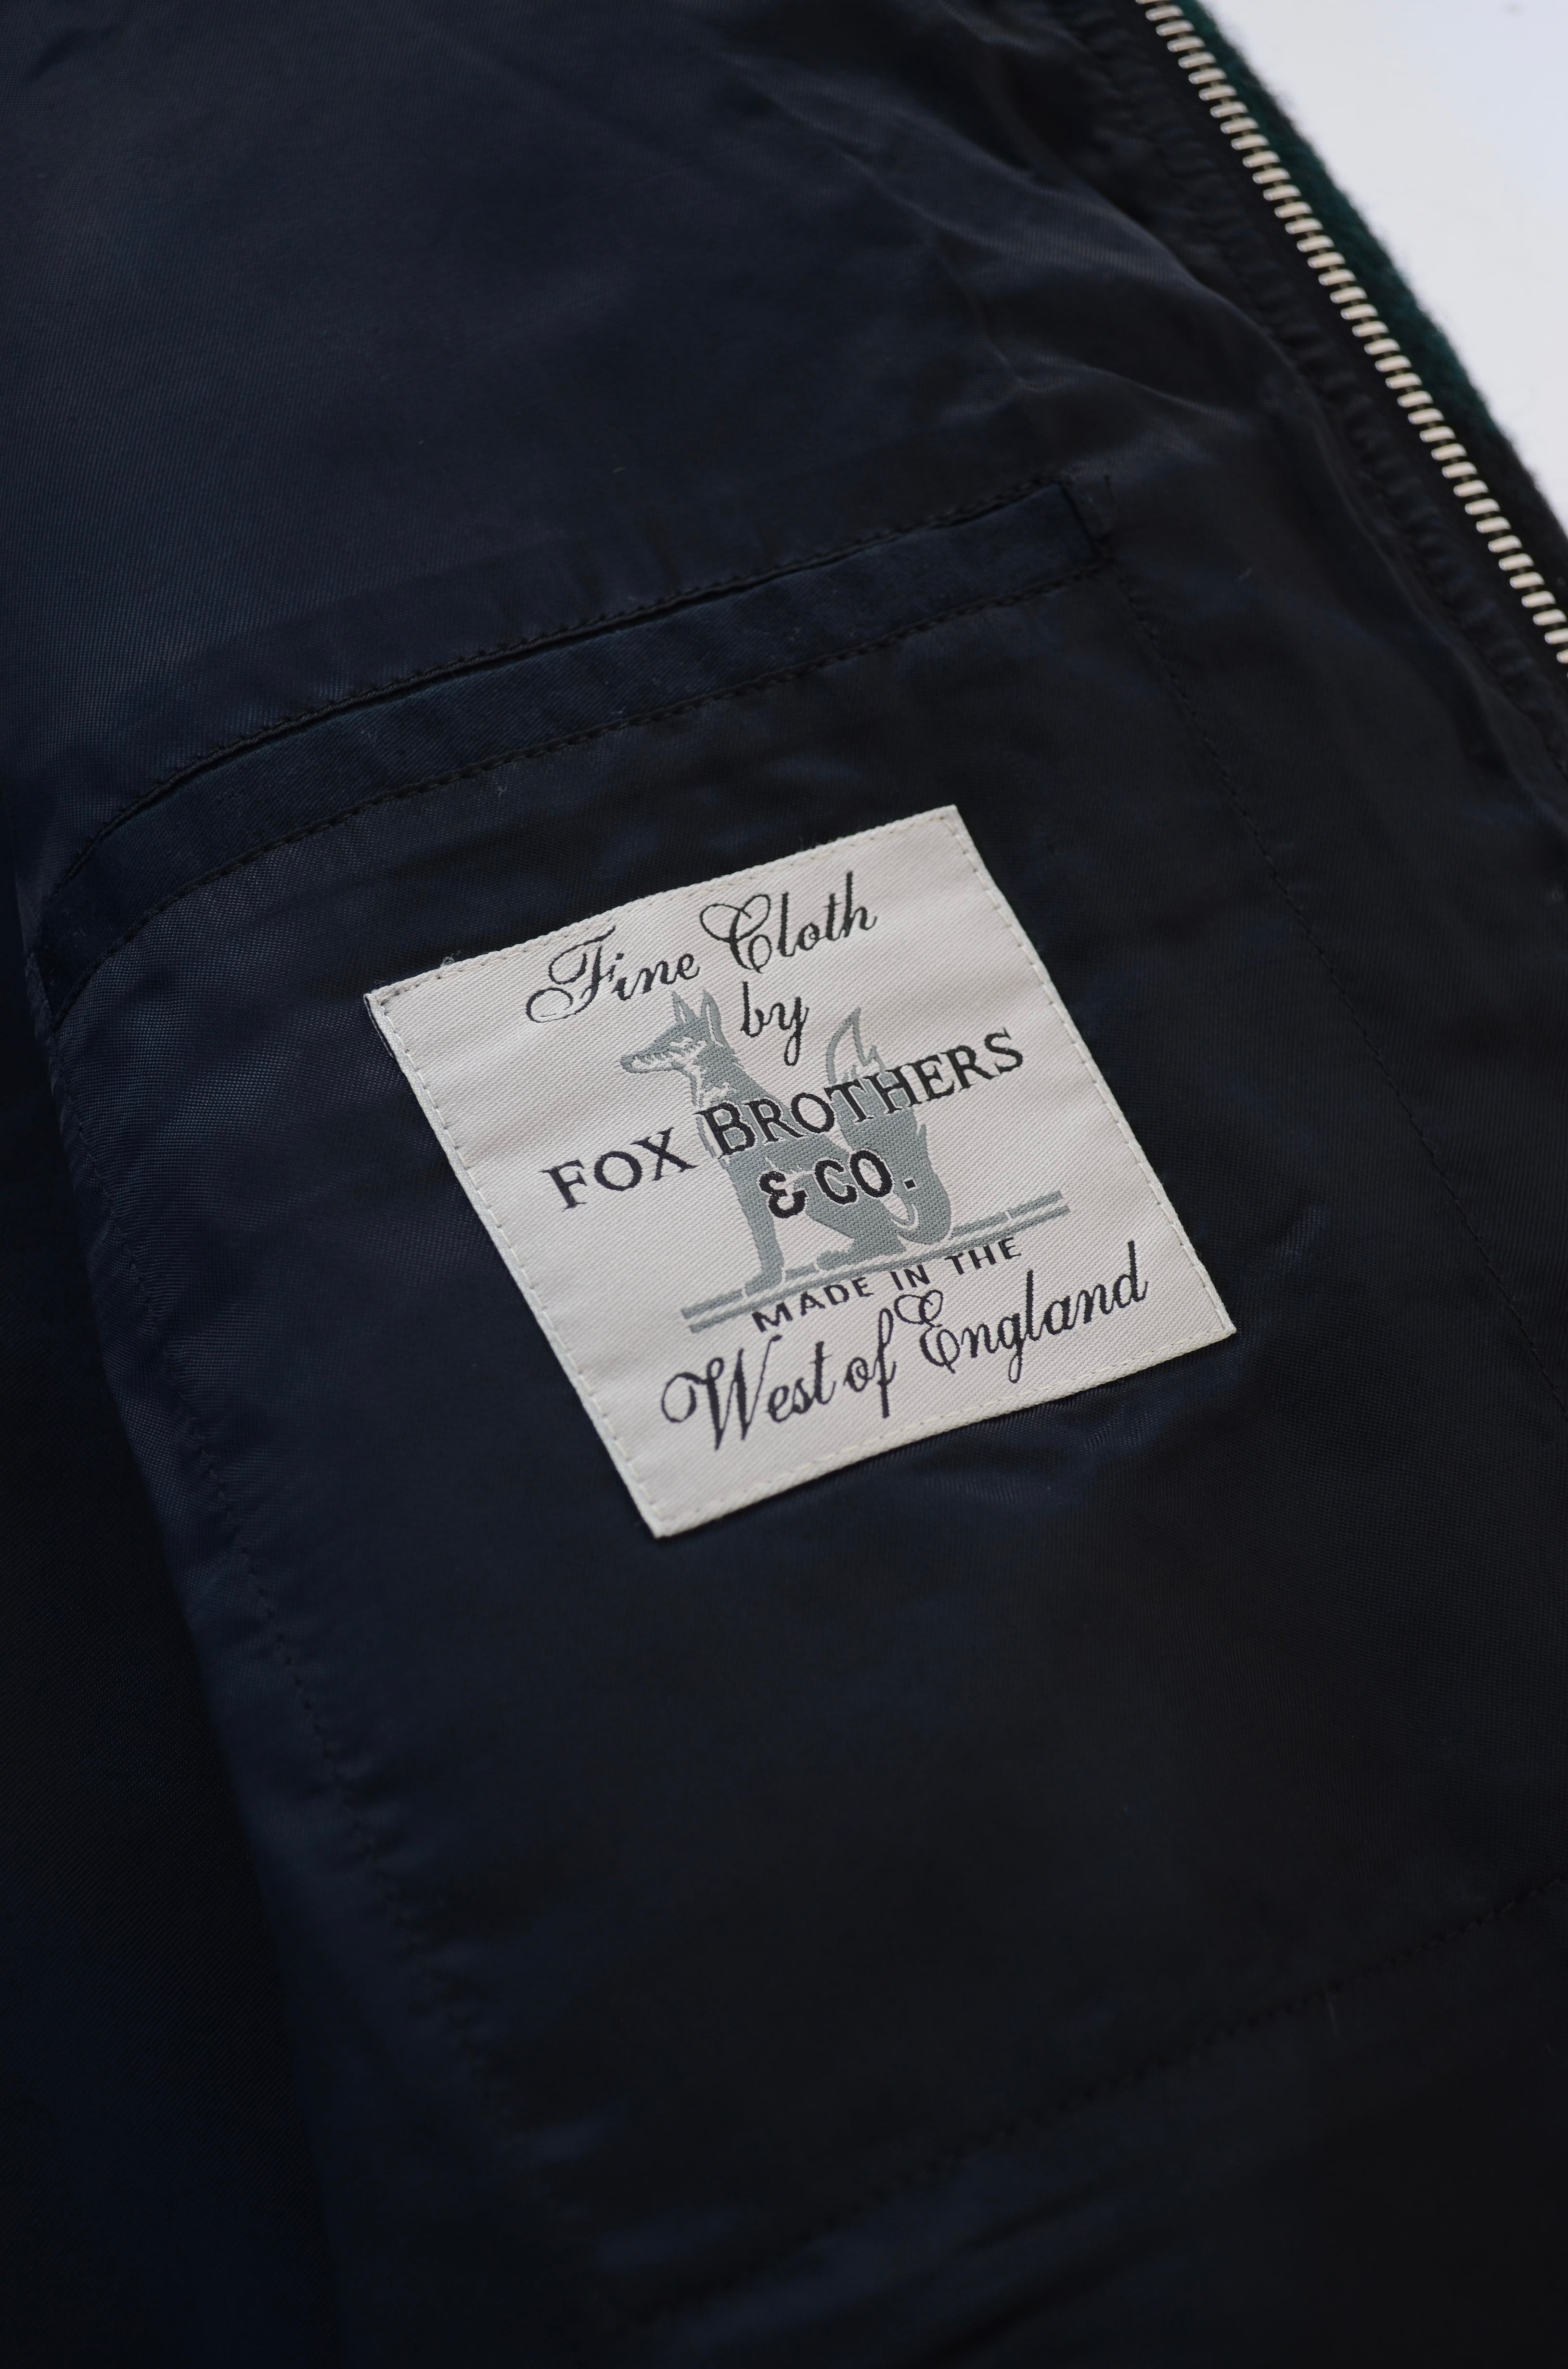 Fine Cloth
by
FOX BROTHERS
& CO.
MADE IN THE
West of England